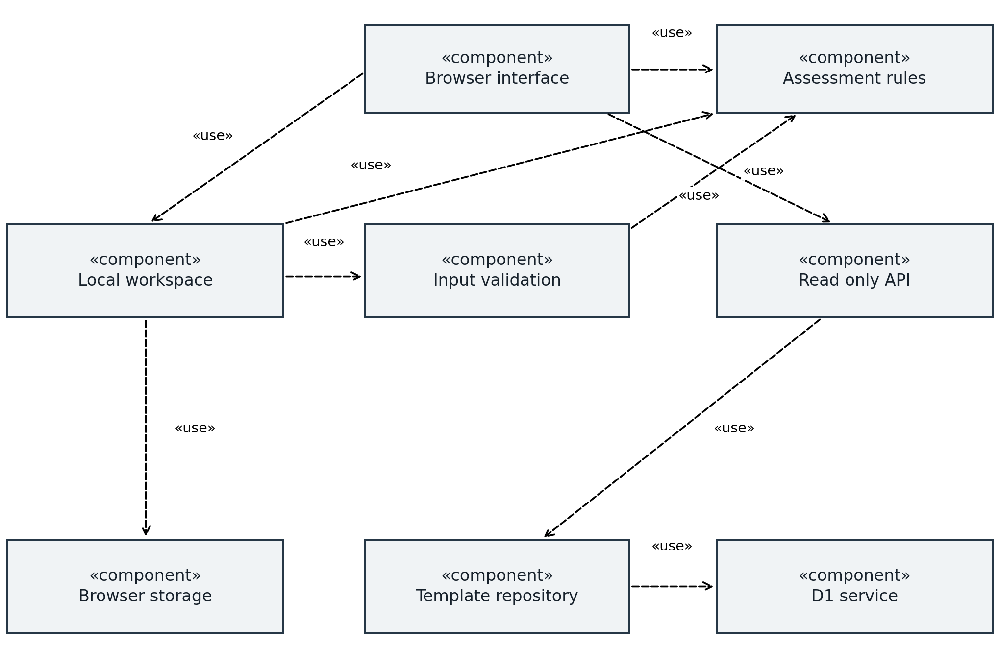 «use»
«component»
Browser interface
«component»
Assessment rules
«use»
«use»
«use»
«use»
«use»
«component»
Local workspace
«component»
Input validation
«component»
Read only API
«use»
«use»
«use»
«component»
Browser storage
«component»
Template repository
«component»
D1 service